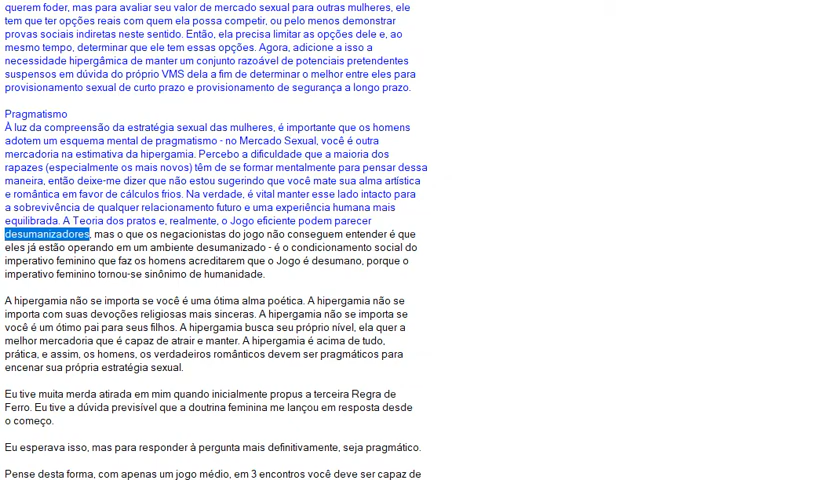 querem foder, mas para avaliar seu valor de mercado sexual para outras mulheres, ele
tem que ter opções reais com quem ela possa competir, ou pelo menos demonstrar
provas sociais indiretas neste sentido. Então, ela precisa limitar as opções dele e, ao
mesmo tempo, determinar que ele tem essas opções. Agora, adicione a isso a
necessidade hipergâmica de manter um conjunto razoável de potenciais pretendentes
suspensos em dúvida do próprio VMS dela a fim de determinar o melhor entre eles para
provisionamento sexual de curto prazo e provisionamento de segurança a longo prazo.

Pragmatismo
À luz da compreensão da estratégia sexual das mulheres, é importante que os homens
adotem um esquema mental de pragmatismo - no Mercado Sexual, você é outra
mercadoria na estimativa da hipergamia. Percebo a dificuldade que a maioria dos
rapazes (especialmente os mais novos) têm de se formar mentalmente para pensar dessa
maneira, então deixe-me dizer que não estou sugerindo que você mate sua alma artística
e romântica em favor de cálculos frios. Na verdade, é vital manter esse lado intacto para
a sobrevivência de qualquer relacionamento futuro e uma experiência humana mais
equilibrada. A Teoria dos pratos e, realmente, o Jogo eficiente podem parecer
desumanizadores, mas o que os negacionistas do jogo não conseguem entender é que
eles já estão operando em um ambiente desumanizado - é o condicionamento social do
imperativo feminino que faz os homens acreditarem que o Jogo é desumano, porque o
imperativo feminino tornou-se sinônimo de humanidade.

A hipergamia não se importa se você é uma ótima alma poética. A hipergamia não se
importa com suas devoções religiosas mais sinceras. A hipergamia não se importa se
você é um ótimo pai para seus filhos. A hipergamia busca seu próprio nível, ela quer a
melhor mercadoria que é capaz de atrair e manter. A hipergamia é acima de tudo,
prática, e assim, os homens, os verdadeiros românticos devem ser pragmáticos para
encenar sua própria estratégia sexual.

Eu tive muita merda atirada em mim quando inicialmente propus a terceira Regra de
Ferro. Eu tive a dúvida previsível que a doutrina feminina me lançou em resposta desde
o começo.

Eu esperava isso, mas para responder à pergunta mais definitivamente, seja pragmático.

Pense desta forma, com apenas um jogo médio, em 3 encontros você deve ser capaz de